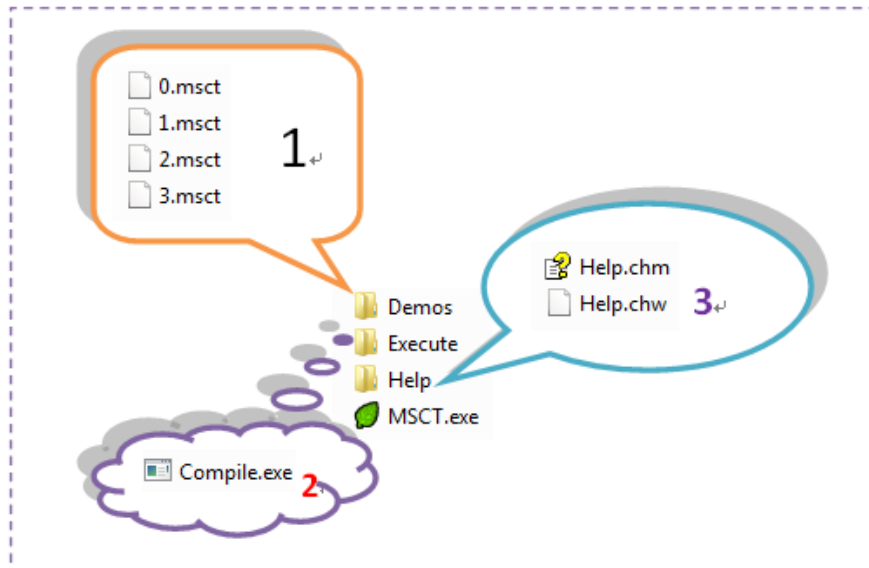 0.msct
1.msct
2.msct
3.msct
1
Help.chm
Help.chw
3
Demos
Execute
Help
MSCT.exe
Compile.exe
2